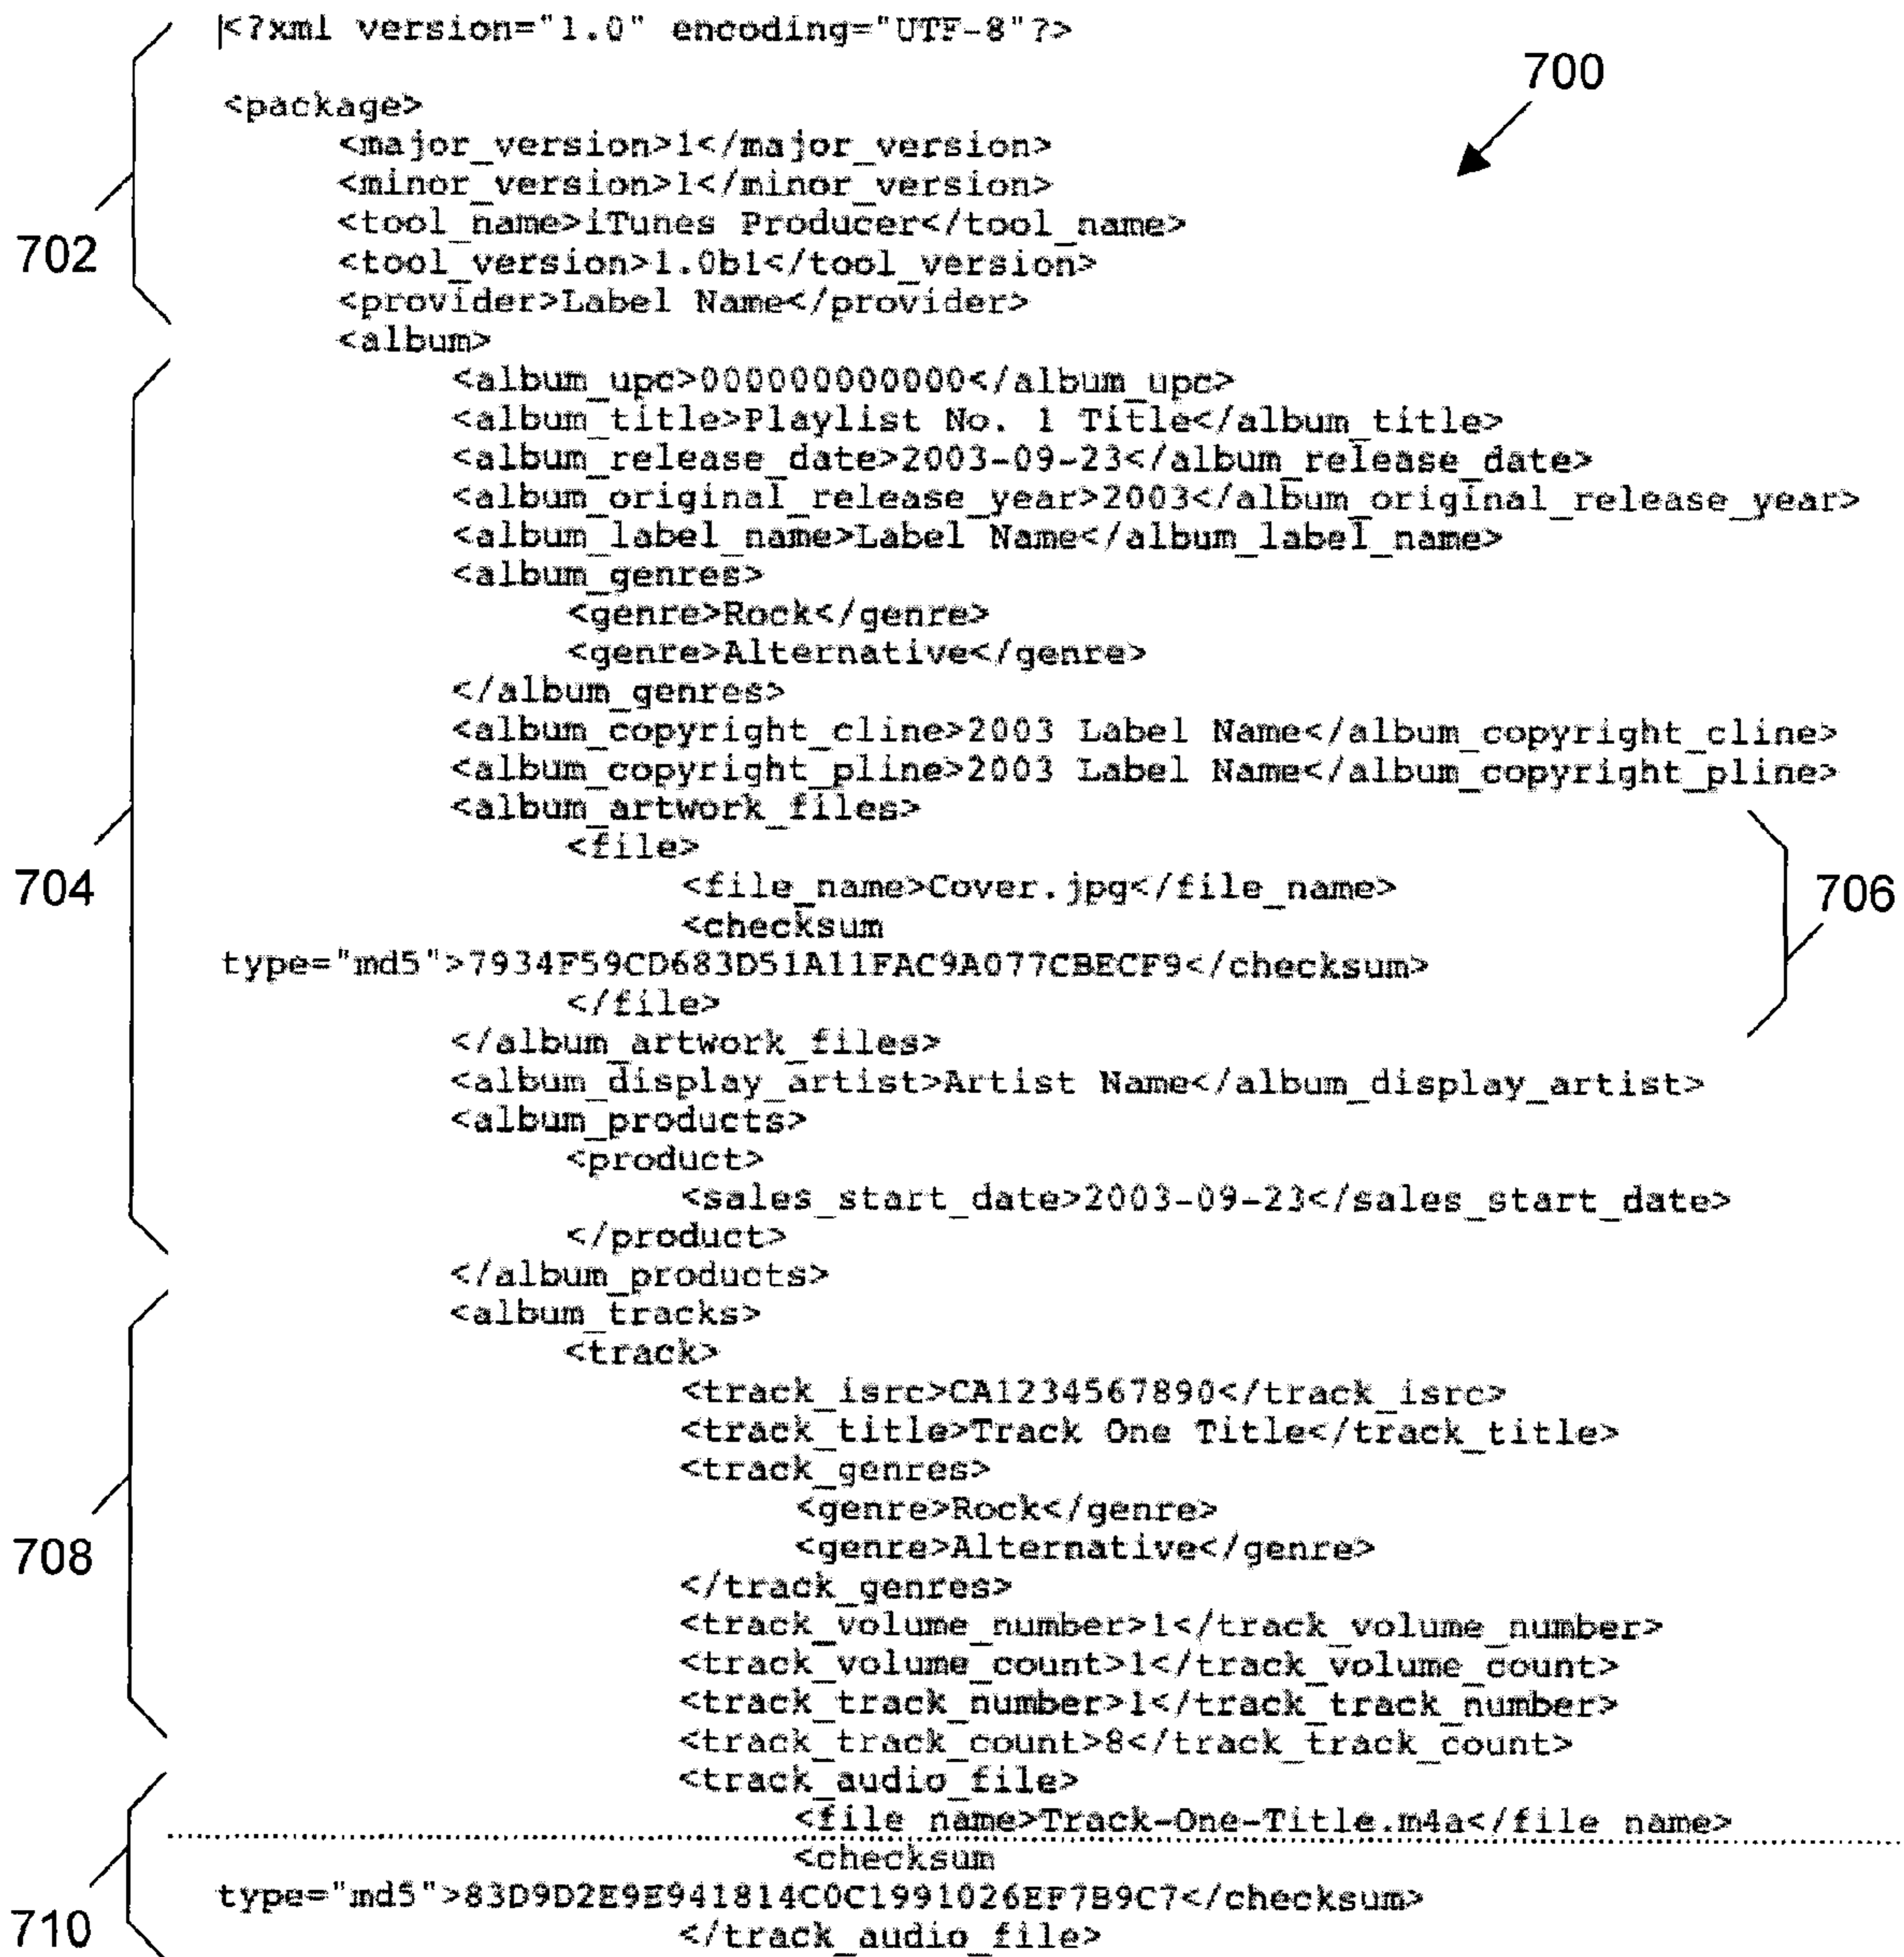 <?xml version="1.0" encoding="UTF-8"?>
700
<package>
<major_version>1</major_version>
<minor_version>1</minor_version>
<tool_name>iTunes Producer</tool_name>
702
<tool_version>1.0b1</tool_version>
<provider>Label Name</provider>
<album>
<album_upc>000000000000</album_upc>
<album_title>Playlist No. 1 Title</album_title>
<album_release_date>2003-09-23</album_release_date>
<album_original_release_year>2003</album_original_release_year>
<album_label_name>Label Name</album_label_name>
<album_genres>
<genre>Rock</genre>
<genre>Alternative</genre>
</album_genres>
<album_copyright_cline>2003 Label Name</album_copyright_cline>
<album_copyright_pline>2003 Label Name</album_copyright_pline>
<album_artwork_files>
<file>
704
<file_name>Cover.jpg</file_name>
706
<checksum
type="md5">7934F59CD683D51A11FAC9A077CBECF9</checksum>
</file>
</album_artwork_files>
<album_display_artist>Artist Name</album_display_artist>
<album_products>
<product>
<sales_start_date>2003-09-23</sales_start_date>
</product>
</album_products>
<album_tracks>
<track>
<track_isrc>CA1234567890</track_isrc>
<track_title>Track One Title</track_title>
<track_genres>
<genre>Rock</genre>
<genre>Alternative</genre>
708
</track_genres>
<track_volume_number>1</track_volume_number>
<track_volume_count>1</track_volume_count>
<track_track_number>1</track_track_number>
<track_track_count>8</track_track_count>
<track_audio_file>
<file_name>Track-One-Title.m4a</file_name>
<checksum
type="md5">83D9D2E9E941814C0C1991026EF7B9C7</checksum>
710
</track_audio_file>